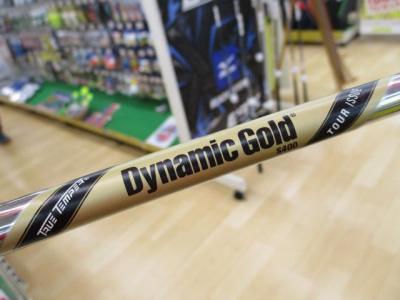 TRUE TEMPER
Dynamic Gold®
S400
TOUR ISSUE